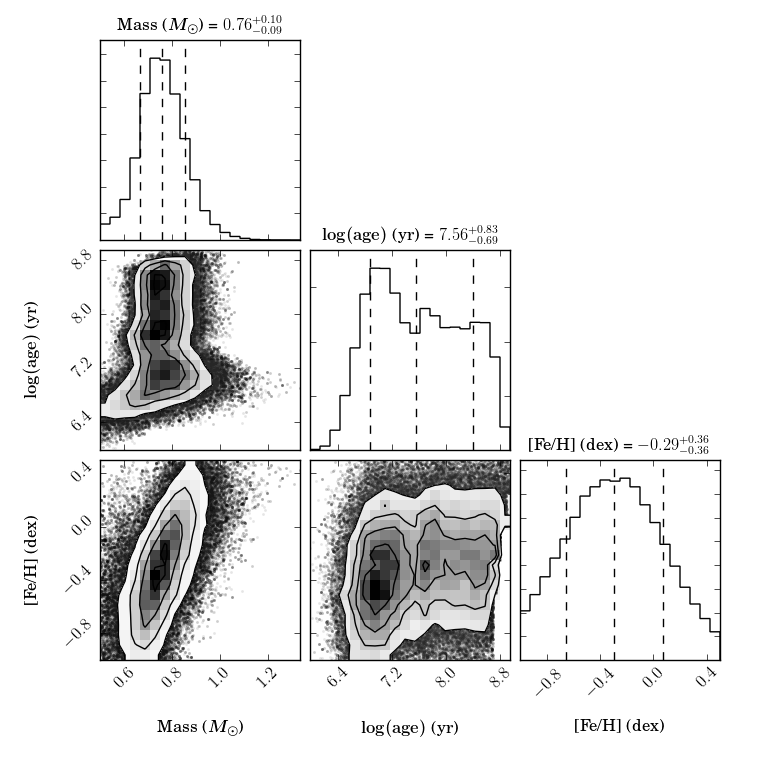 Mass (M⊙) = 0.76+0.10−0.09
log(age) (yr) = 7.56+0.83−0.69
8.8
8.0
7.2
6.4
log(age) (yr)
[Fe/H] (dex) = −0.29+0.36−0.36
0.4
0.0
−0.4
−0.8
[Fe/H] (dex)
0.6 0.8 1.0 1.2
6.4 7.2 8.0 8.8
−0.8 −0.4 0.0 0.4
Mass (M⊙)
log(age) (yr)
[Fe/H] (dex)